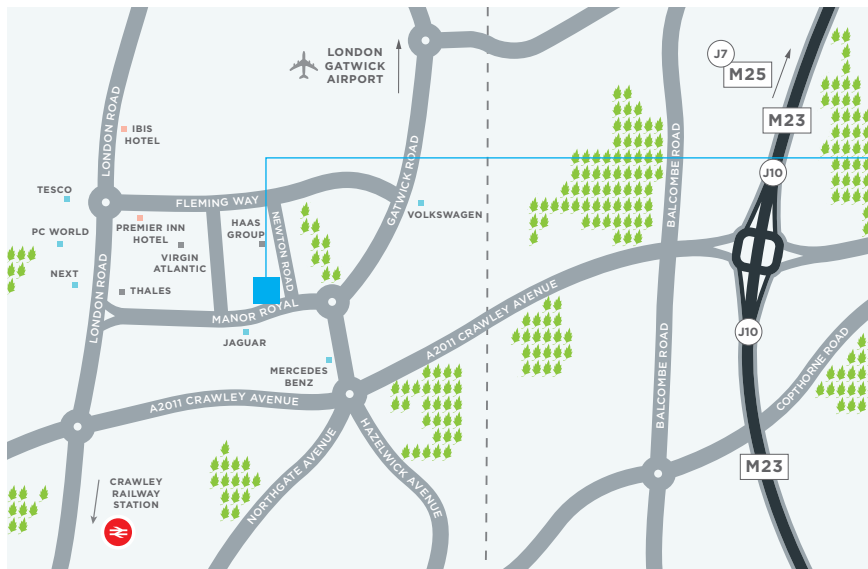 LONDON
GATWICK
AIRPORT
J7
M25
M23
J10
LONDON ROAD
IBIS
HOTEL
GATWICK ROAD
BALCOMBE ROAD
TESCO
FLEMING WAY
VOLKSWAGEN
PREMIER INN
HOTEL
HAAS
GROUP
NEWTON ROAD
PC WORLD
VIRGIN
ATLANTIC
NEXT
THALES
LONDON ROAD
MANOR ROYAL
JAGUAR
A2011 CRAWLEY AVENUE
J10
MERCEDES
BENZ
BALCOMBE ROAD
COPTHORNE ROAD
A2011 CRAWLEY AVENUE
NORTHGATE AVENUE
HAZELWICK AVENUE
M23
CRAWLEY
RAILWAY
STATION